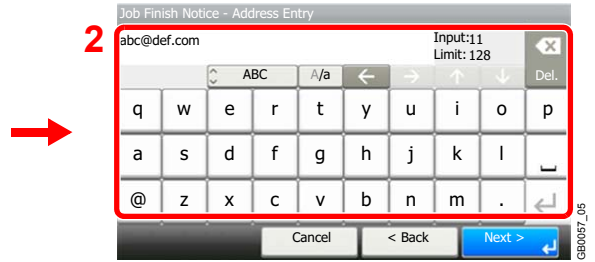 Job Finish Notice - Address Entry
2
abc@def.com
Input:11
Limit: 128
ABC A/a Del.
q w e r t y u i o p
a s d f g h j k l
@ z x c v b n m .
Cancel < Back Next >
GB0057_05